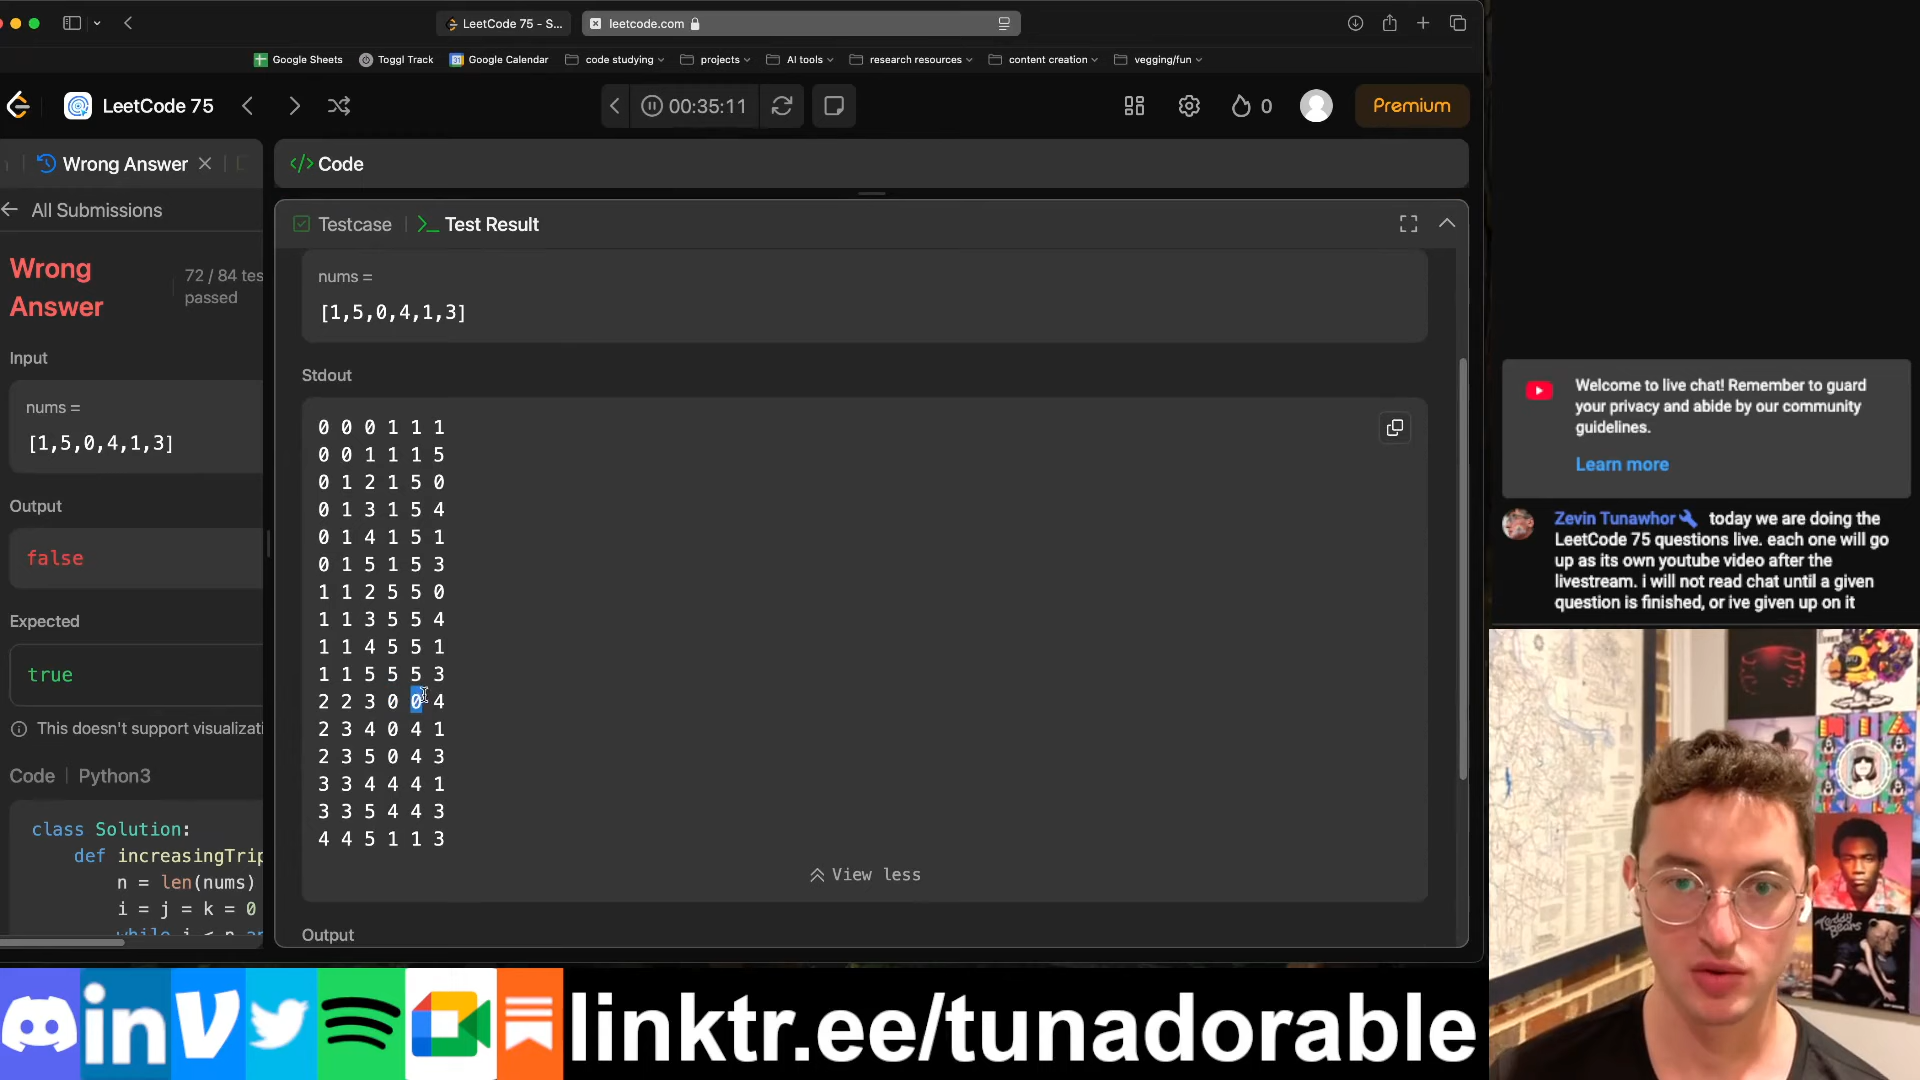 LeetCode 75 - S...
leetcode.com
Google Sheets
Toggl Track
Google Calendar
code studying
projects
AI tools
research resources
content creation
vegging/fun
LeetCode 75
00:35:11
0
Premium
Wrong Answer
All Submissions
Wrong
Answer
72 / 84 tes
passed
Input
nums =
[1,5,0,4,1,3]
Output
false
Expected
true
This doesn't support visualizati
Code | Python3
class Solution:
def increasingTrip
n = len(nums)
i = j = k = 0
while i < n an
</> Code
Testcase
Test Result
nums =
[1,5,0,4,1,3]
Stdout
0 0 0 1 1 1
0 0 1 1 1 5
0 1 2 1 5 0
0 1 3 1 5 4
0 1 4 1 5 1
0 1 5 1 5 3
1 1 2 5 5 0
1 1 3 5 5 4
1 1 4 5 5 1
1 1 5 5 5 3
2 2 3 0 0 4
2 3 4 0 4 1
2 3 5 0 4 3
3 3 4 4 4 1
3 3 5 4 4 3
4 4 5 1 1 3
View less
Output
Welcome to live chat! Remember to guard
your privacy and abide by our community
guidelines.
Learn more
Zevin Tunawhor today we are doing the
LeetCode 75 questions live. each one will go
up as its own youtube video after the
livestream. i will not read chat until a given
question is finished, or ive given up on it
linktr.ee/tunadorable